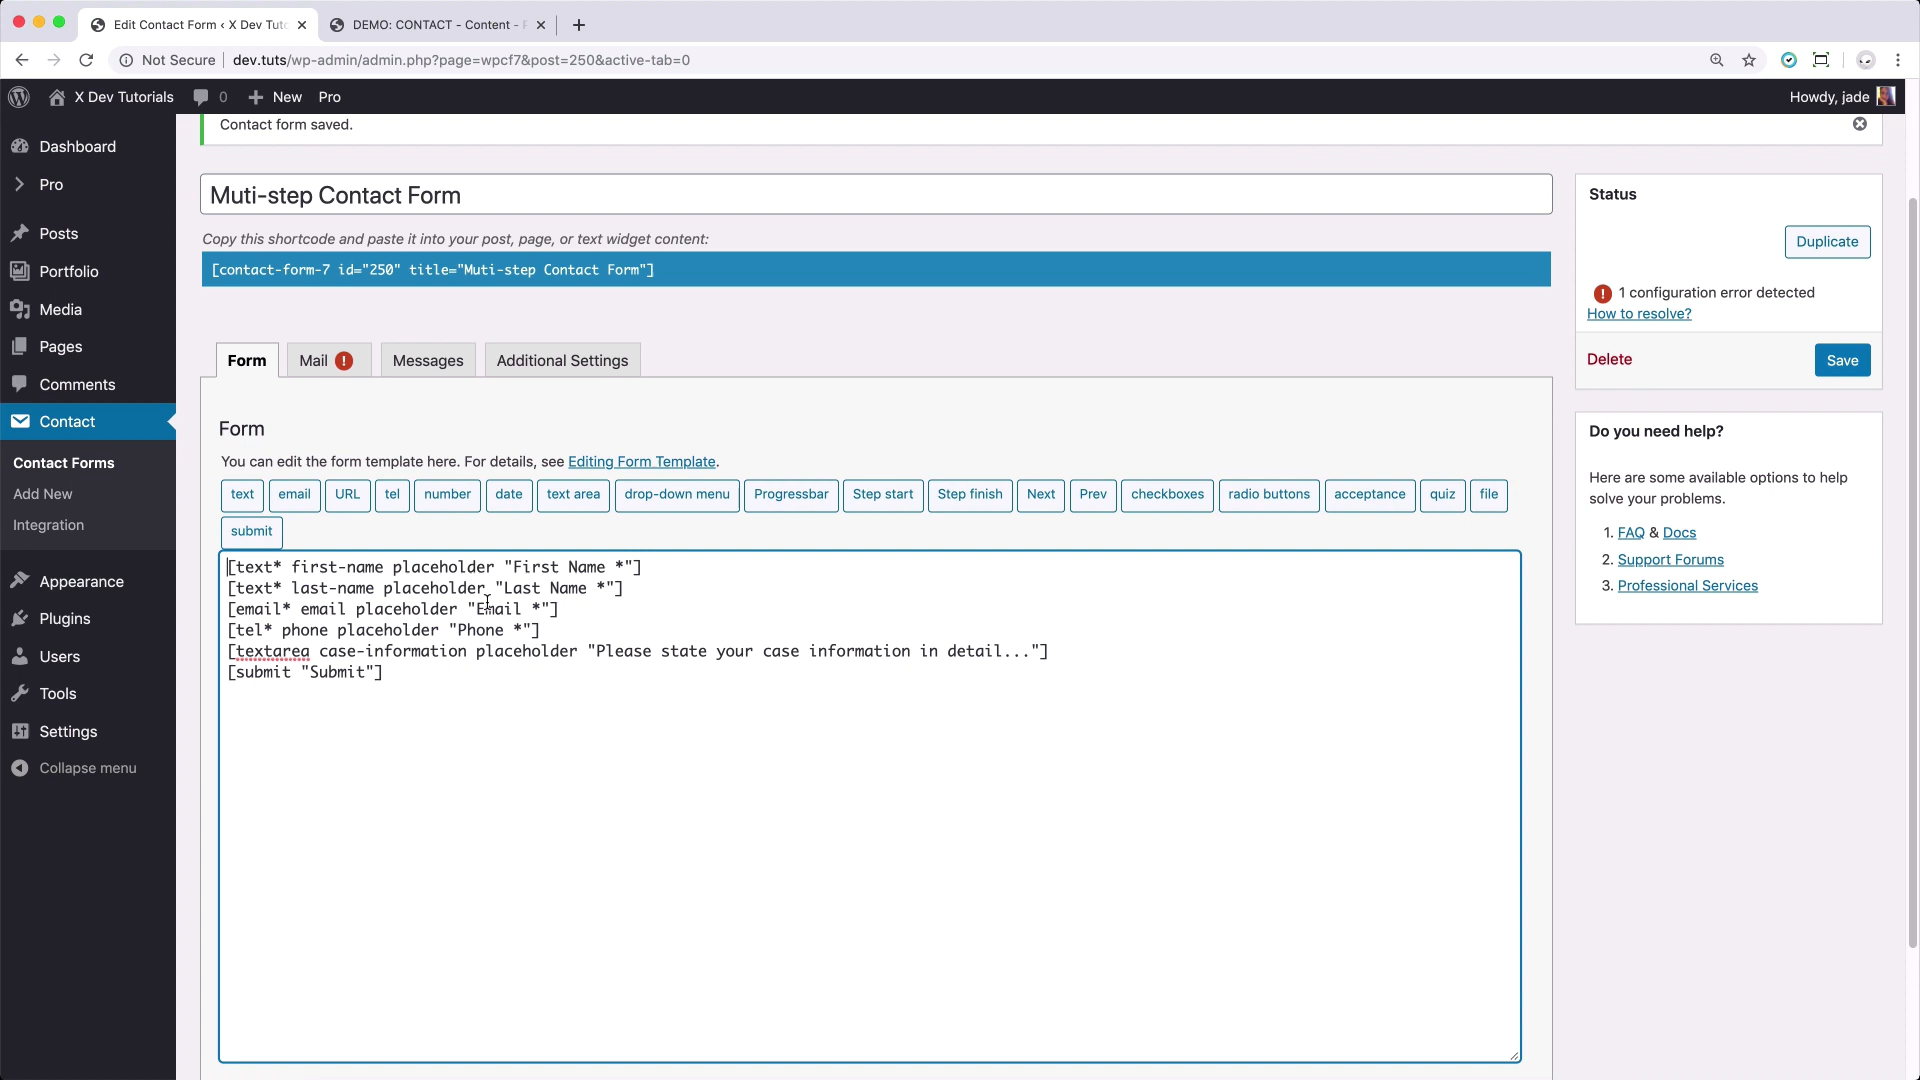 Edit Contact Form ‹ X Dev Tuto
DEMO: CONTACT - Content -
Not Secure
dev.tuts/wp-admin/admin.php?page=wpcf7&post=250&active-tab=0
X Dev Tutorials
0
New
Pro
Howdy, jade
Dashboard
Pro
Posts
Portfolio
Media
Pages
Comments
Contact
Contact Forms
Add New
Integration
Appearance
Plugins
Users
Tools
Settings
Collapse menu
Contact form saved.
Muti-step Contact Form
Copy this shortcode and paste it into your post, page, or text widget content:
[contact-form-7 id="250" title="Muti-step Contact Form"]
Form
Mail !
Messages
Additional Settings
Form
You can edit the form template here. For details, see Editing Form Template.
text email URL tel number date text area drop-down menu Progressbar Step start Step finish Next Prev checkboxes radio buttons acceptance quiz file
submit
[text* first-name placeholder "First Name *"]
[text* last-name placeholder "Last Name *"]
[email* email placeholder "Email *"]
[tel* phone placeholder "Phone *"]
[textarea case-information placeholder "Please state your case information in detail..."]
[submit "Submit"]
Status
Duplicate
! 1 configuration error detected
How to resolve?
Delete
Save
Do you need help?
Here are some available options to help
solve your problems.
1. FAQ & Docs
2. Support Forums
3. Professional Services